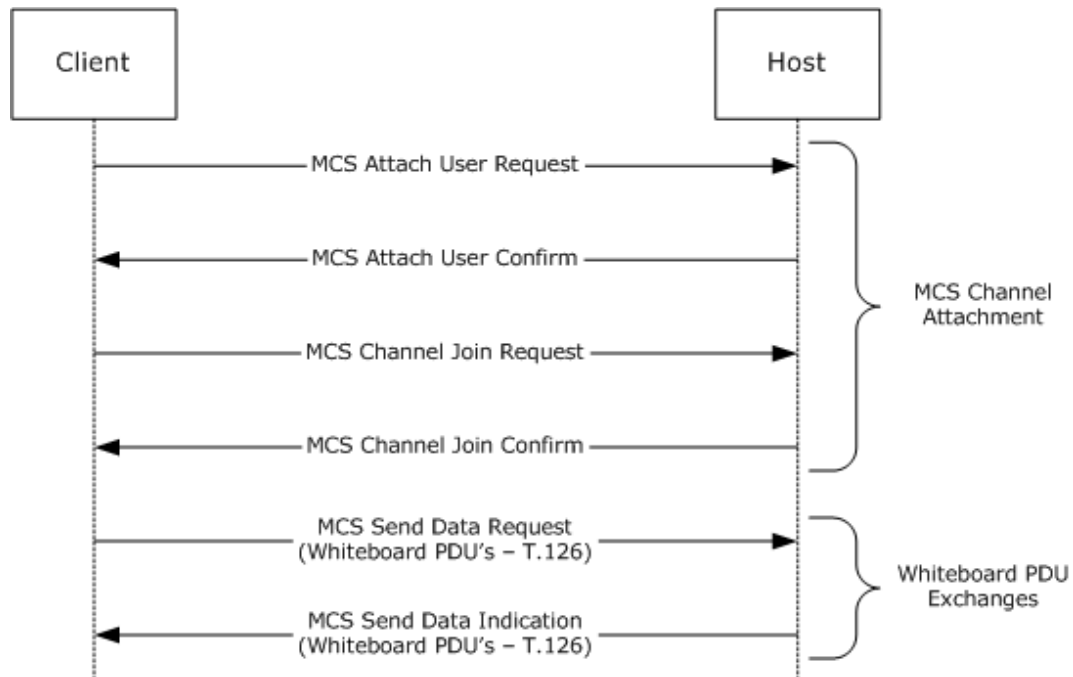 Client
Host
MCS Attach User Request
MCS Attach User Confirm
MCS Channel
Attachment
MCS Channel Join Request
MCS Channel Join Confirm
MCS Send Data Request
(Whiteboard PDU's – T.126)
Whiteboard PDU
Exchanges
MCS Send Data Indication
(Whiteboard PDU's – T.126)